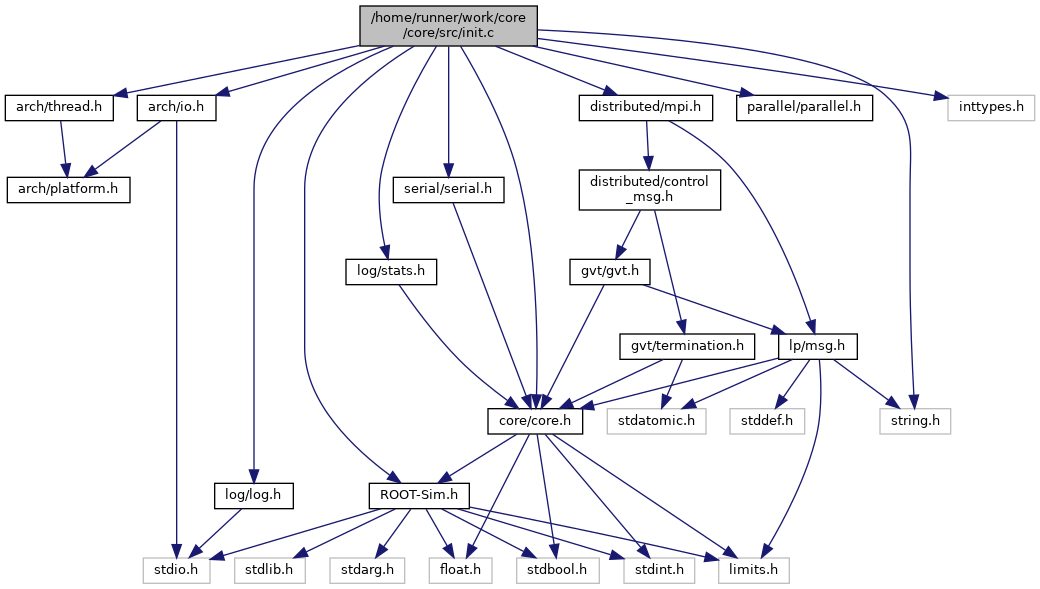 /home/runner/work/core
/core/src/init.c
arch/thread.h
arch/io.h
distributed/mpi.h
parallel/parallel.h
inttypes.h
arch/platform.h
serial/serial.h
distributed/control
_msg.h
log/stats.h
gvt/gvt.h
gvt/termination.h
lp/msg.h
core/core.h
stdatomic.h
stddef.h
string.h
log/log.h
ROOT-Sim.h
stdio.h
stdlib.h
stdarg.h
float.h
stdbool.h
stdint.h
limits.h